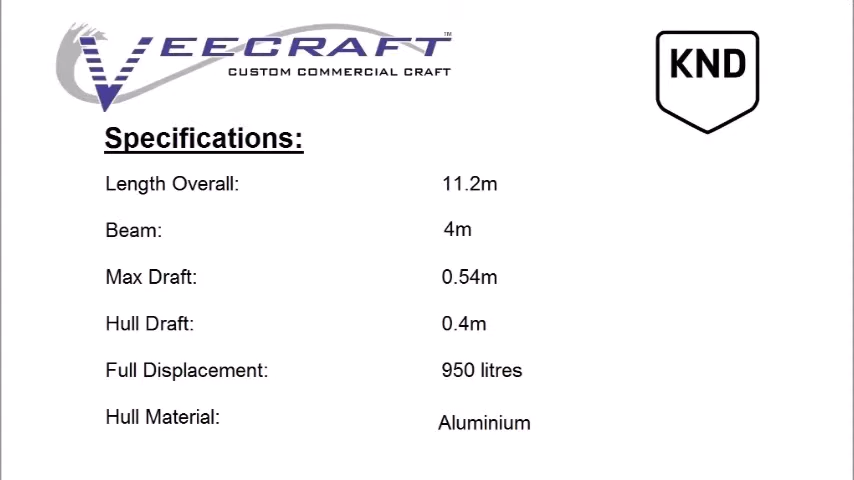 VEECRAFT™
CUSTOM COMMERCIAL CRAFT
KND
Specifications:
Length Overall: 11.2m
Beam: 4m
Max Draft: 0.54m
Hull Draft: 0.4m
Full Displacement: 950 litres
Hull Material: Aluminium